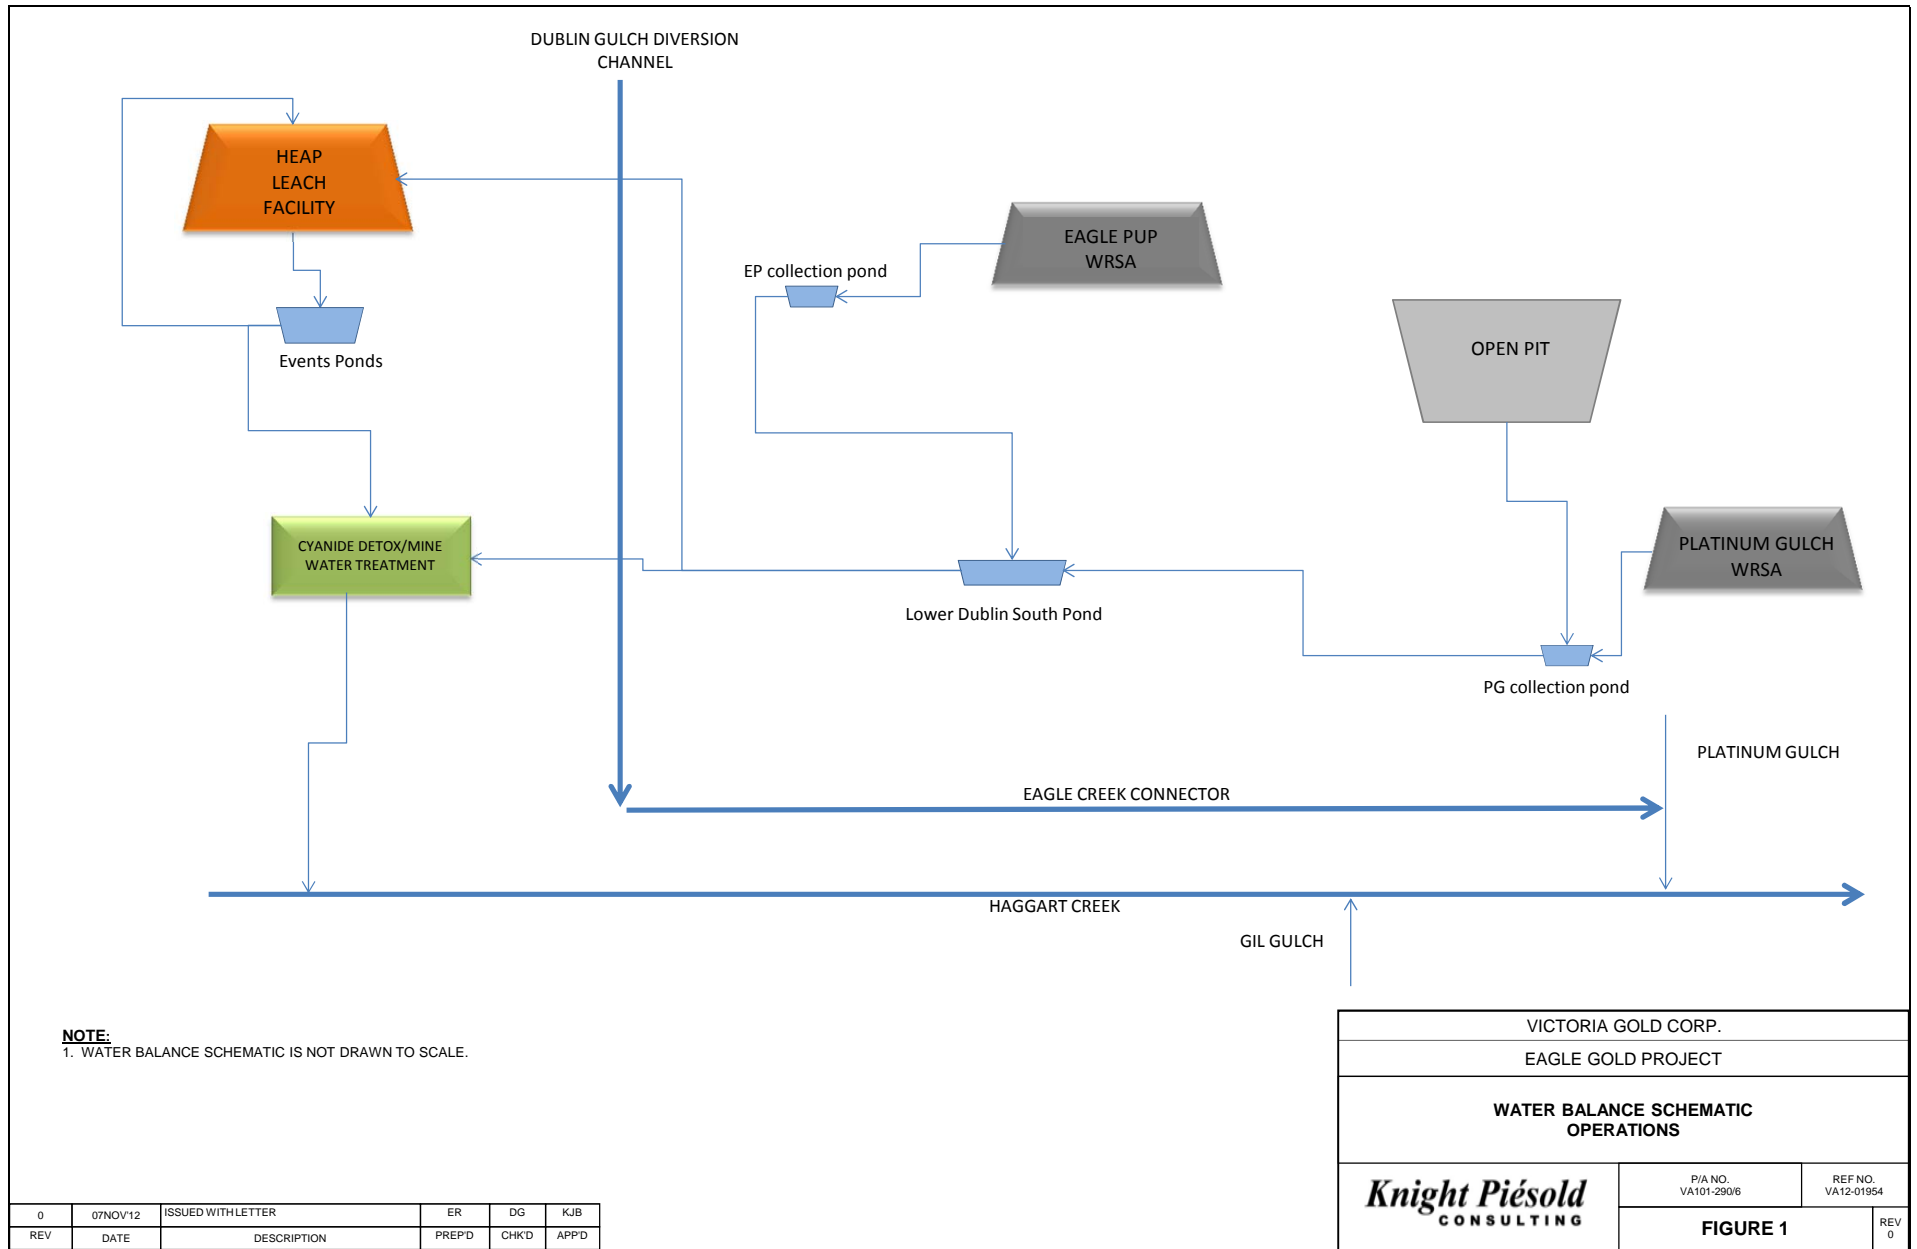 DUBLIN GULCH DIVERSION
CHANNEL
HEAP
LEACH
FACILITY
EAGLE PUP
WRSA
EP collection pond
Events Ponds
OPEN PIT
CYANIDE DETOX/MINE
WATER TREATMENT
PLATINUM GULCH
WRSA
Lower Dublin South Pond
PG collection pond
PLATINUM GULCH
EAGLE CREEK CONNECTOR
HAGGART CREEK
GIL GULCH
NOTE:
1. WATER BALANCE SCHEMATIC IS NOT DRAWN TO SCALE.
VICTORIA GOLD CORP.
EAGLE GOLD PROJECT
WATER BALANCE SCHEMATIC
OPERATIONS
Knight Piésold
CONSULTING
P/A NO.
VA101-290/6
REF NO.
VA12-01954
FIGURE 1
REV
0
0 07NOV'12 ISSUED WITH LETTER ER DG KJB
REV DATE DESCRIPTION PREP'D CHK'D APP'D